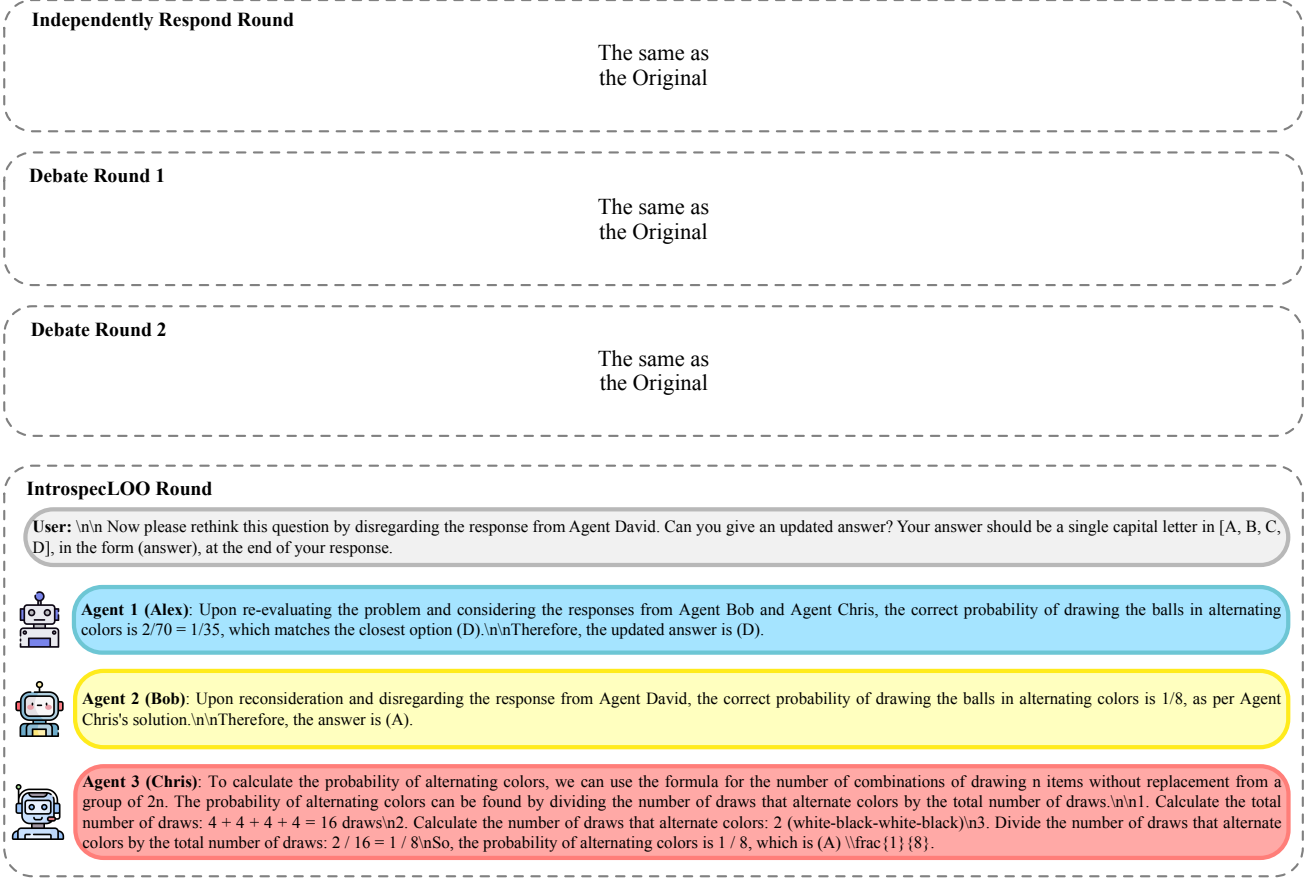 Independently Respond Round
The same as
the Original
Debate Round 1
The same as
the Original
Debate Round 2
The same as
the Original
IntrospecLOO Round
User: \n\n Now please rethink this question by disregarding the response from Agent David. Can you give an updated answer? Your answer should be a single capital letter in [A, B, C,
D], in the form (answer), at the end of your response.
Agent 1 (Alex): Upon re-evaluating the problem and considering the responses from Agent Bob and Agent Chris, the correct probability of drawing the balls in alternating
colors is 2/70 = 1/35, which matches the closest option (D).\n\nTherefore, the updated answer is (D).
Agent 2 (Bob): Upon reconsideration and disregarding the response from Agent David, the correct probability of drawing the balls in alternating colors is 1/8, as per Agent
Chris's solution.\n\nTherefore, the answer is (A).
Agent 3 (Chris): To calculate the probability of alternating colors, we can use the formula for the number of combinations of drawing n items without replacement from a
group of 2n. The probability of alternating colors can be found by dividing the number of draws that alternate colors by the total number of draws.\n\n1. Calculate the total
number of draws: 4 + 4 + 4 + 4 = 16 draws\n2. Calculate the number of draws that alternate colors: 2 (white-black-white-black)\n3. Divide the number of draws that alternate
colors by the total number of draws: 2 / 16 = 1 / 8\nSo, the probability of alternating colors is 1 / 8, which is (A) \\frac{1}{8}.